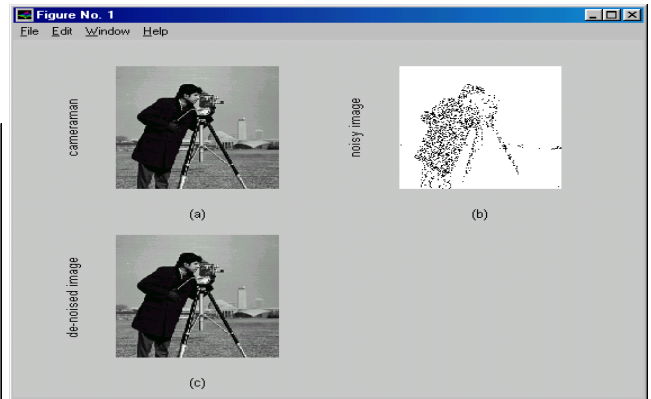 Figure No. 1
File Edit Window Help
cameraman
noisy image
(a)
(b)
de-noised image
(c)